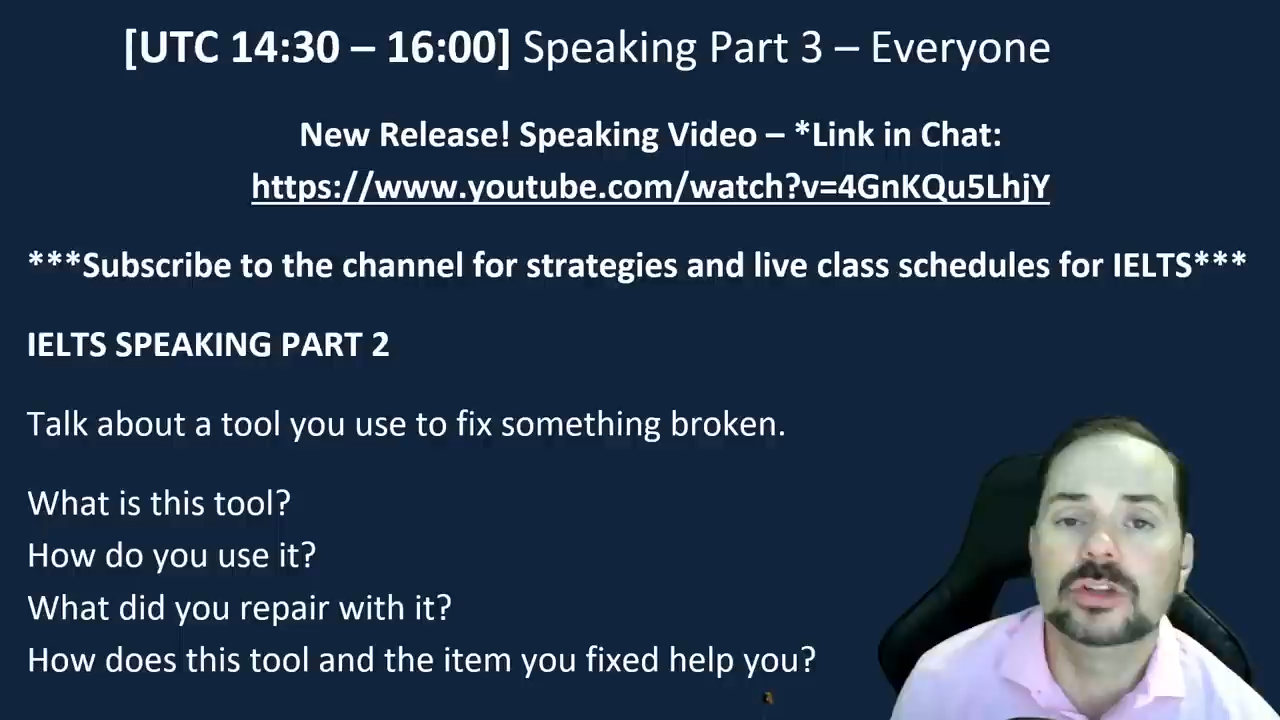 [UTC 14:30 – 16:00] Speaking Part 3 – Everyone
New Release! Speaking Video – *Link in Chat:
https://www.youtube.com/watch?v=4GnKQu5LhjY
***Subscribe to the channel for strategies and live class schedules for IELTS***
IELTS SPEAKING PART 2
Talk about a tool you use to fix something broken.
What is this tool?
How do you use it?
What did you repair with it?
How does this tool and the item you fixed help you?